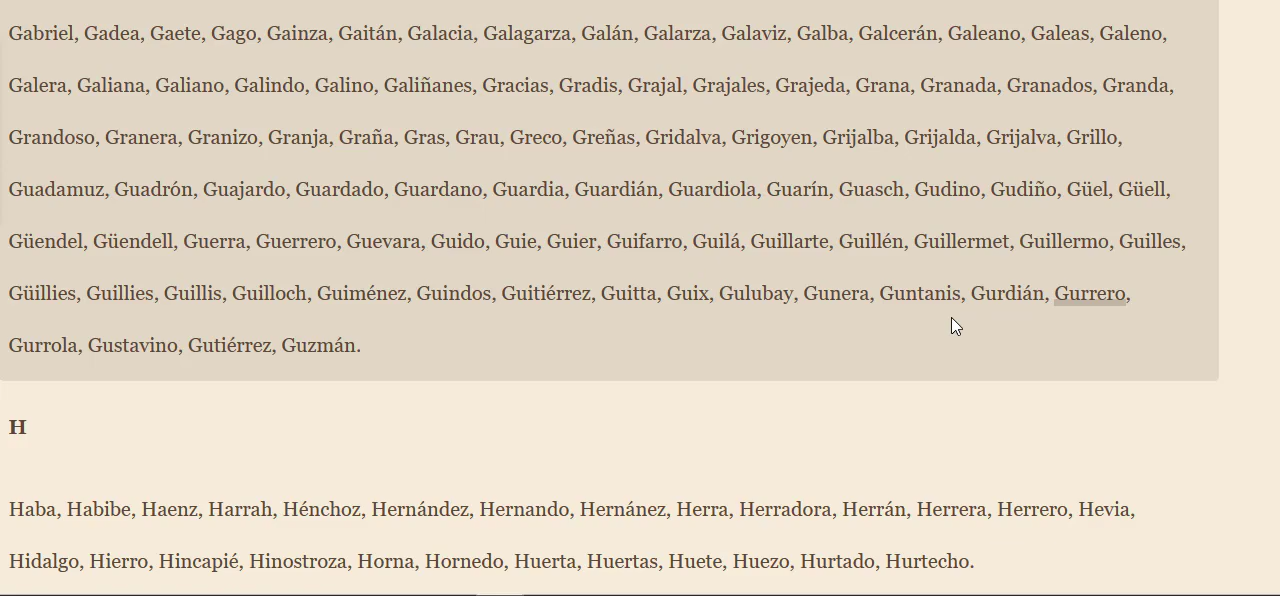 Gabriel, Gadea, Gaete, Gago, Gainza, Gaitán, Galacia, Galagarza, Galán, Galarza, Galaviz, Galba, Galcerán, Galeano, Galeas, Galeno,
Galera, Galiana, Galiano, Galindo, Galino, Galiñanes, Gracias, Gradis, Grajal, Grajales, Grajeda, Grana, Granada, Granados, Granda,
Grandoso, Granera, Granizo, Granja, Graña, Gras, Grau, Greco, Greñas, Gridalva, Grigoyen, Grijalba, Grijalda, Grijalva, Grillo,
Guadamuz, Guadrón, Guajardo, Guardado, Guardano, Guardia, Guardián, Guardiola, Guarín, Guasch, Gudino, Gudiño, Güel, Güell,
Güendel, Güendell, Guerra, Guerrero, Guevara, Guido, Guie, Guier, Guifarro, Guilá, Guillarte, Guillén, Guillermet, Guillermo, Guilles,
Güillies, Guillies, Guillis, Guilloch, Guiménez, Guindos, Guitiérrez, Guitta, Guix, Gulubay, Gunera, Guntanis, Gurdián, Gurrero,
Gurrola, Gustavino, Gutiérrez, Guzmán.
H
Haba, Habibe, Haenz, Harrah, Hénchoz, Hernández, Hernando, Hernánez, Herra, Herradora, Herrán, Herrera, Herrero, Hevia,
Hidalgo, Hierro, Hincapié, Hinostroza, Horna, Hornedo, Huerta, Huertas, Huete, Huezo, Hurtado, Hurtecho.